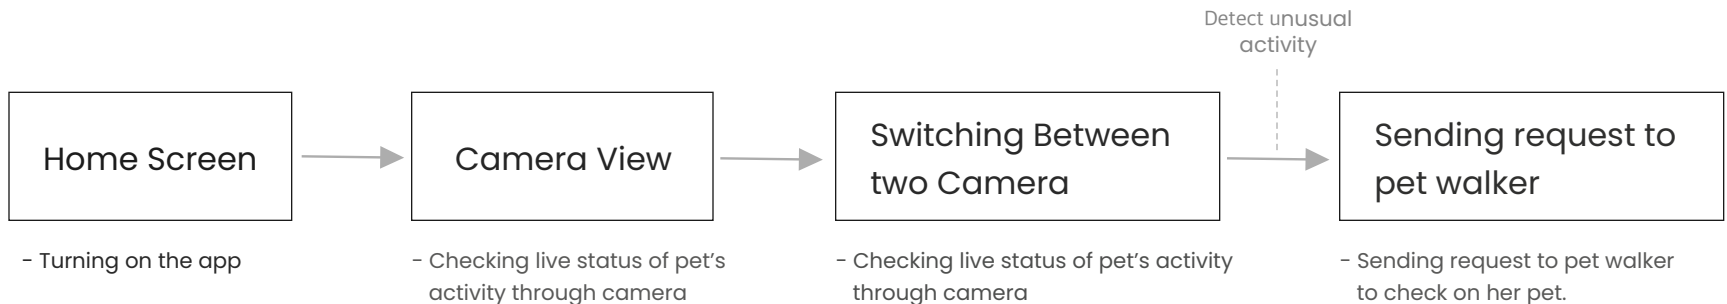 Detect unusual
activity
Home Screen
Camera View
Switching Between
two Camera
Sending request to
pet walker
- Turning on the app
- Checking live status of pet’s
activity through camera
- Checking live status of pet’s activity
through camera
- Sending request to pet walker
to check on her pet.